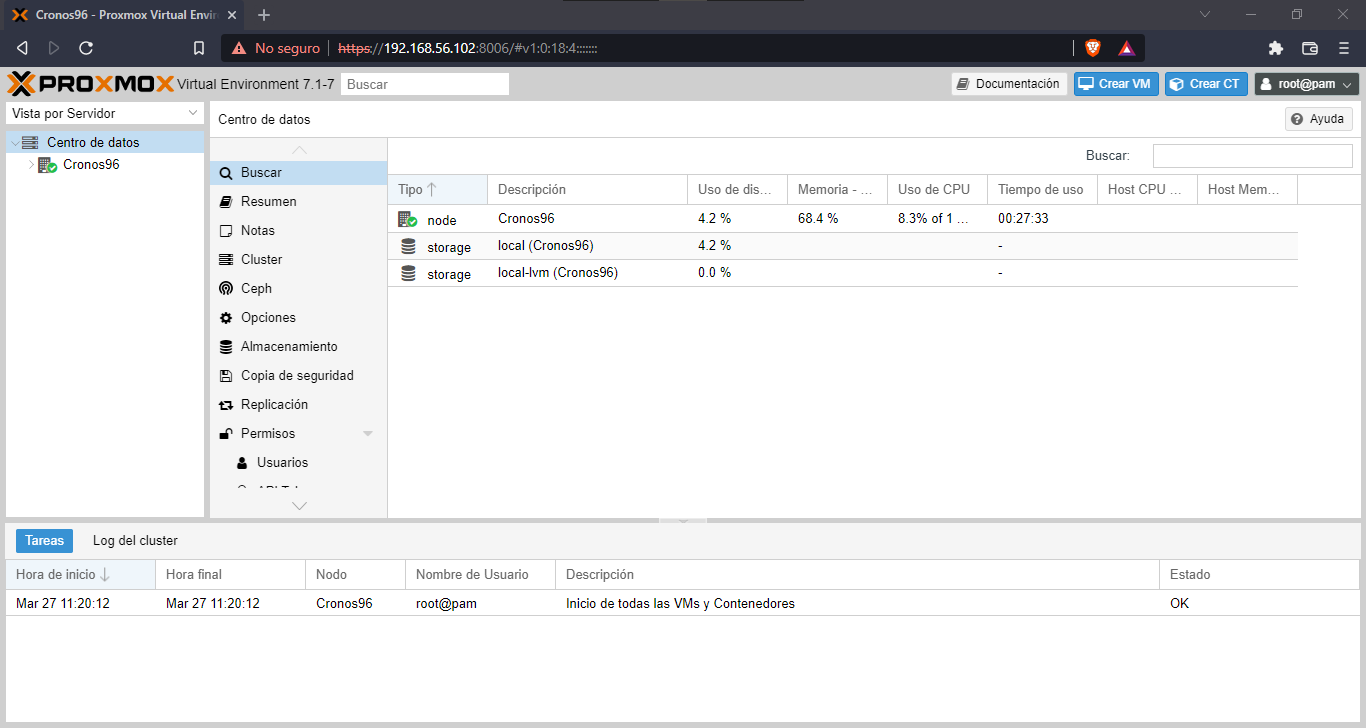 Cronos96 - Proxmox Virtual Envir
No seguro https://192.168.56.102:8006/#v1:0:18:4:::::::
PROXMOX Virtual Environment 7.1-7 Buscar Documentación Crear VM Crear CT root@pam
Vista por Servidor
Centro de datos
Cronos96
Centro de datos Ayuda
Buscar
Resumen
Notas
Cluster
Ceph
Opciones
Almacenamiento
Copia de seguridad
Replicación
Permisos
Usuarios
Buscar:
Tipo Descripción Uso de dis... Memoria - ... Uso de CPU Tiempo de uso Host CPU ... Host Mem...
node Cronos96 4.2 % 68.4 % 8.3% of 1 ... 00:27:33
storage local (Cronos96) 4.2 % -
storage local-lvm (Cronos96) 0.0 % -
Tareas Log del cluster
Hora de inicio Hora final Nodo Nombre de Usuario Descripción Estado
Mar 27 11:20:12 Mar 27 11:20:12 Cronos96 root@pam Inicio de todas las VMs y Contenedores OK